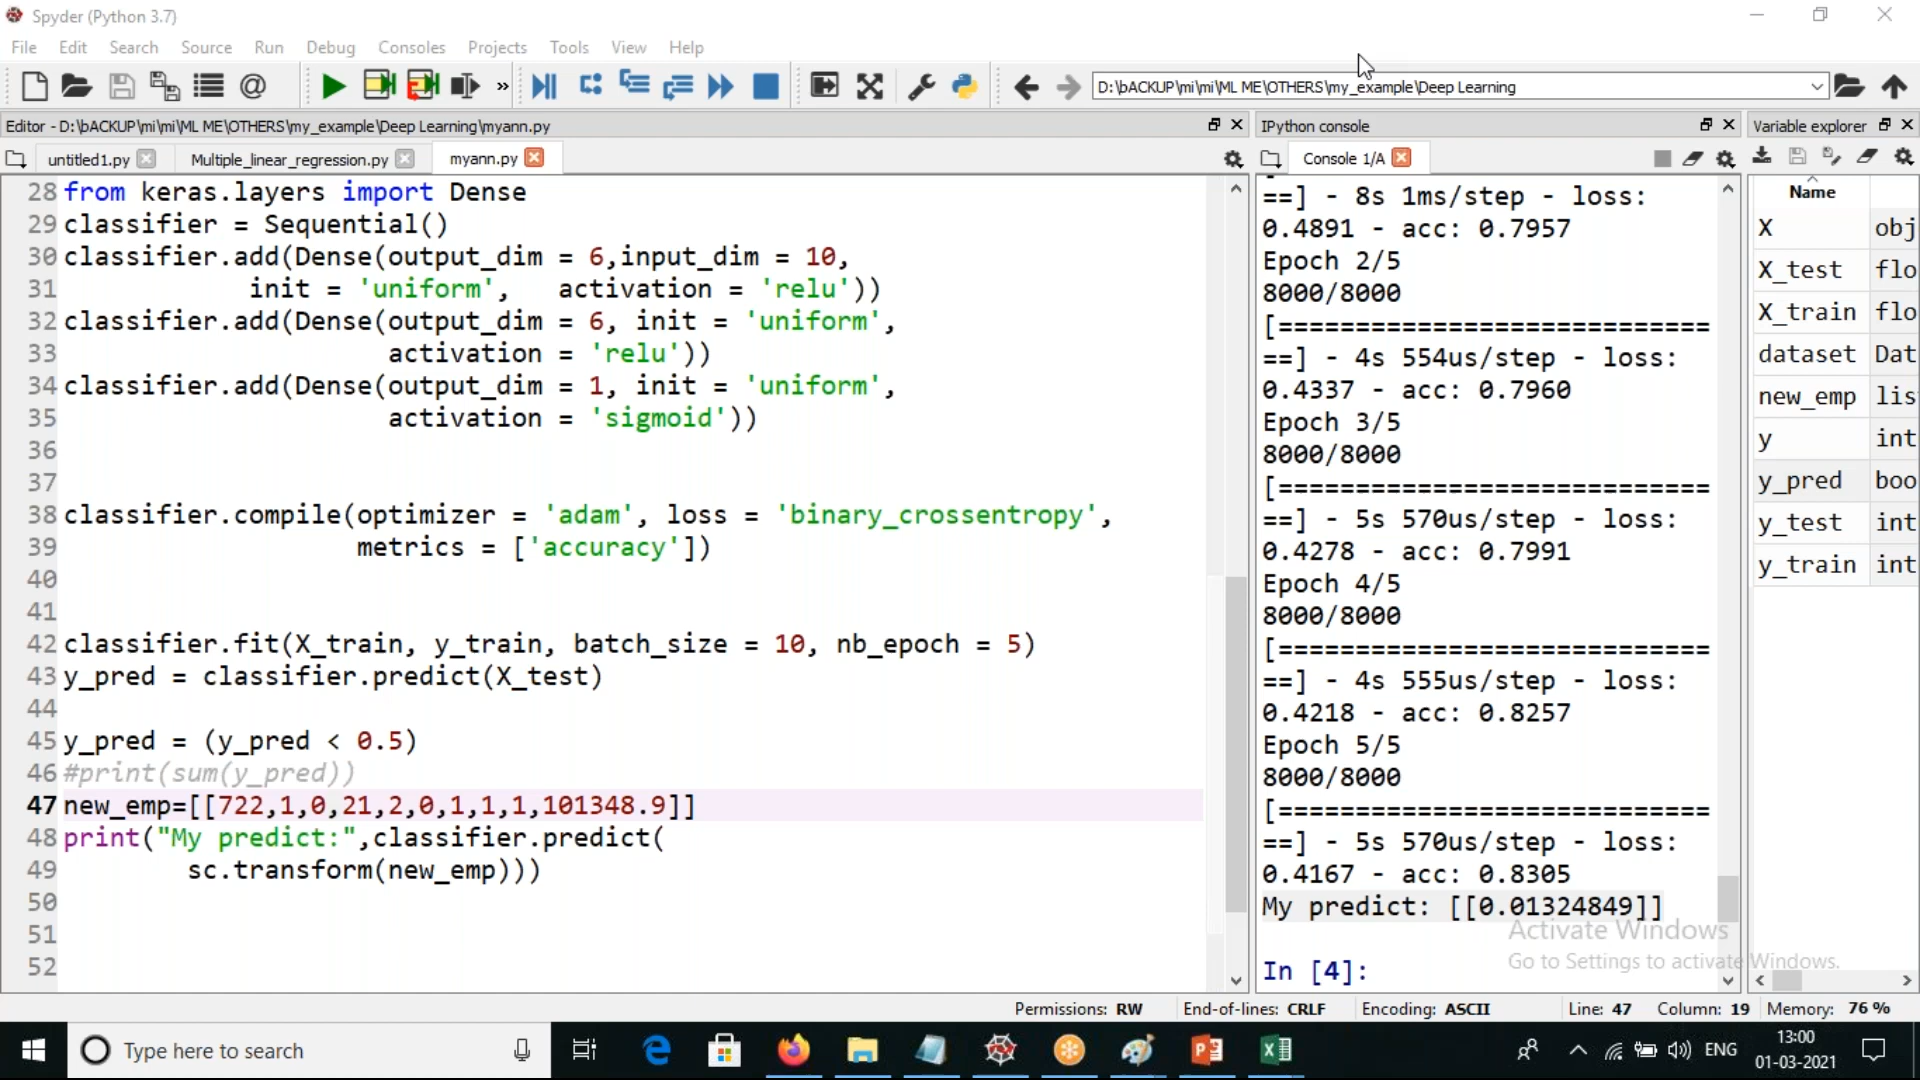 Spyder (Python 3.7)
File Edit Search Source Run Debug Consoles Projects Tools View Help
D:\bACKUP\mi\mi\ML ME\OTHERS\my_example\Deep Learning
Editor - D:\bACKUP\mi\mi\ML ME\OTHERS\my_example\Deep Learning\myann.py
untitled1.py Multiple_linear_regression.py myann.py
28 from keras.layers import Dense
29 classifier = Sequential()
30 classifier.add(Dense(output_dim = 6,input_dim = 10,
31 init = 'uniform', activation = 'relu'))
32 classifier.add(Dense(output_dim = 6, init = 'uniform',
33 activation = 'relu'))
34 classifier.add(Dense(output_dim = 1, init = 'uniform',
35 activation = 'sigmoid'))
36
37
38 classifier.compile(optimizer = 'adam', loss = 'binary_crossentropy',
39 metrics = ['accuracy'])
40
41
42 classifier.fit(X_train, y_train, batch_size = 10, nb_epoch = 5)
43 y_pred = classifier.predict(X_test)
44
45 y_pred = (y_pred < 0.5)
46 #print(sum(y_pred))
47 new_emp=[[722,1,0,21,2,0,1,1,1,101348.9]]
48 print("My predict:",classifier.predict(
49 sc.transform(new_emp)))
50
51
52
IPython console
Console 1/A
==] - 8s 1ms/step - loss:
0.4891 - acc: 0.7957
Epoch 2/5
8000/8000
[============================
==] - 4s 554us/step - loss:
0.4337 - acc: 0.7960
Epoch 3/5
8000/8000
[============================
==] - 5s 570us/step - loss:
0.4278 - acc: 0.7991
Epoch 4/5
8000/8000
[============================
==] - 4s 555us/step - loss:
0.4218 - acc: 0.8257
Epoch 5/5
8000/8000
[============================
==] - 5s 570us/step - loss:
0.4167 - acc: 0.8305
My predict: [[0.01324849]]
In [4]:
Variable explorer
Name
X obj
X_test flo
X_train flo
dataset Dat
new_emp lis
y int
y_pred boo
y_test int
y_train int
Activate Windows
Go to Settings to activate Windows.
Permissions: RW End-of-lines: CRLF Encoding: ASCII Line: 47 Column: 19 Memory: 76 %
Type here to search
ENG
13:00
01-03-2021